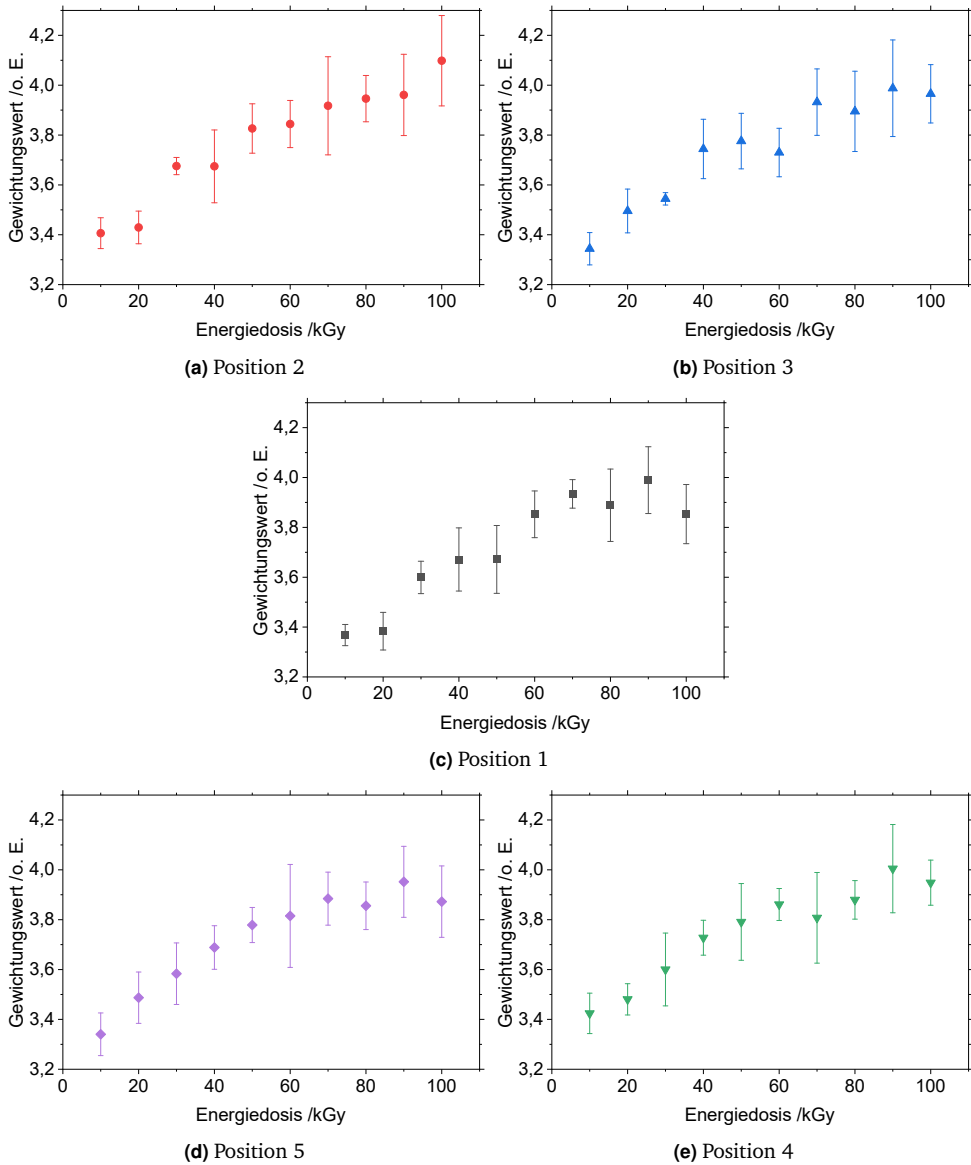 4,2
4,0
3,8
3,6
3,4
3,2
Gewichtungswert /o. E.
0 20 40 60 80 100
Energiedosis /kGy
(a) Position 2
4,2
4,0
3,8
3,6
3,4
3,2
Gewichtungswert /o. E.
0 20 40 60 80 100
Energiedosis /kGy
(b) Position 3
4,2
4,0
3,8
3,6
3,4
3,2
Gewichtungswert /o. E.
0 20 40 60 80 100
Energiedosis /kGy
(c) Position 1
4,2
4,0
3,8
3,6
3,4
3,2
Gewichtungswert /o. E.
0 20 40 60 80 100
Energiedosis /kGy
(d) Position 5
4,2
4,0
3,8
3,6
3,4
3,2
Gewichtungswert /o. E.
0 20 40 60 80 100
Energiedosis /kGy
(e) Position 4